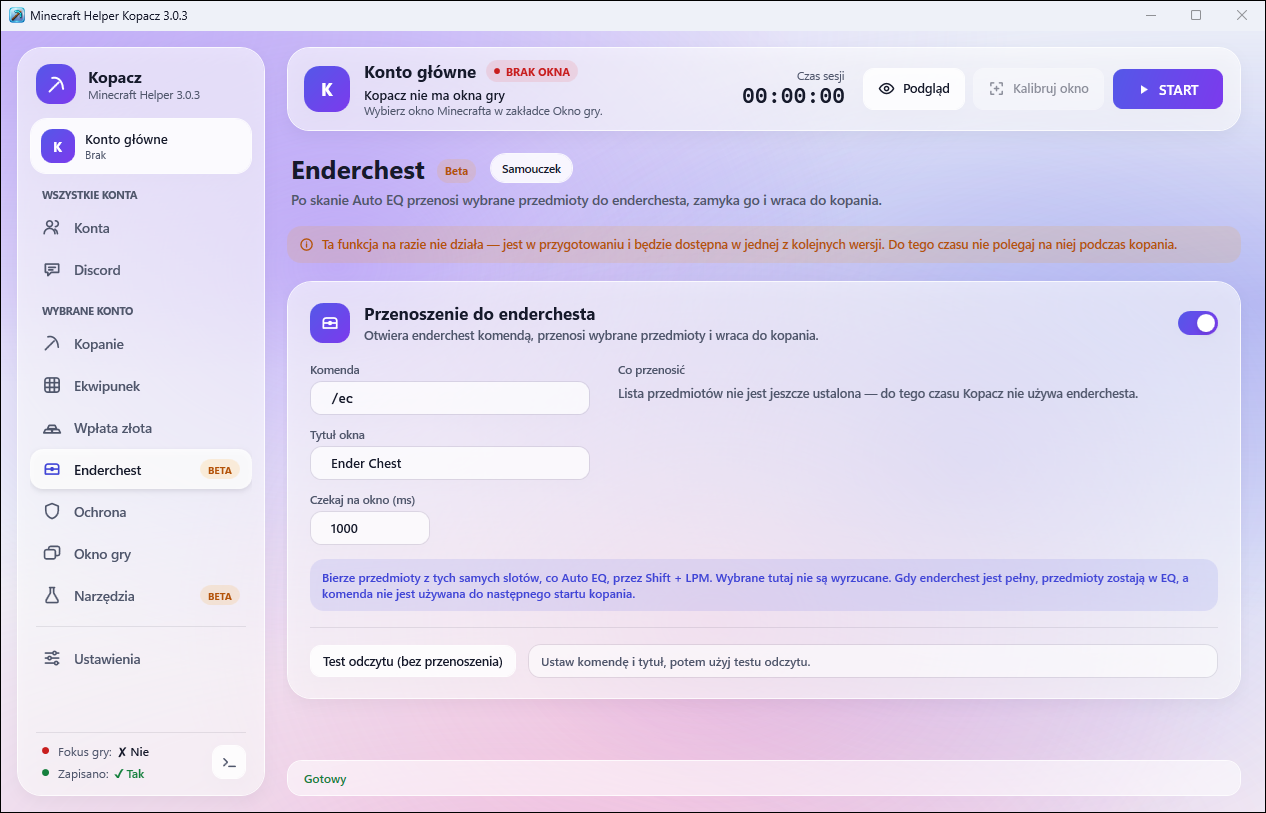 Minecraft Helper Kopacz 3.0.3
Kopacz
Minecraft Helper 3.0.3
K
Konto główne
Brak
WSZYSTKIE KONTA
Konta
Discord
WYBRANE KONTO
Kopanie
Ekwipunek
Wpłata złota
Enderchest BETA
Ochrona
Okno gry
Narzędzia BETA
Ustawienia
Fokus gry: ✗ Nie
Zapisano: ✓ Tak
K
Konto główne BRAK OKNA
Kopacz nie ma okna gry
Wybierz okno Minecrafta w zakładce Okno gry.
Czas sesji
00:00:00
Podgląd
Kalibruj okno
START
Enderchest Beta Samouczek
Po skanie Auto EQ przenosi wybrane przedmioty do enderchesta, zamyka go i wraca do kopania.
Ta funkcja na razie nie działa — jest w przygotowaniu i będzie dostępna w jednej z kolejnych wersji. Do tego czasu nie polegaj na niej podczas kopania.
Przenoszenie do enderchesta
Otwiera enderchest komendą, przenosi wybrane przedmioty i wraca do kopania.
Komenda
/ec
Tytuł okna
Ender Chest
Czekaj na okno (ms)
1000
Co przenosić
Lista przedmiotów nie jest jeszcze ustalona — do tego czasu Kopacz nie używa enderchesta.
Bierze przedmioty z tych samych slotów, co Auto EQ, przez Shift + LPM. Wybrane tutaj nie są wyrzucane. Gdy enderchest jest pełny, przedmioty zostają w EQ, a
komenda nie jest używana do następnego startu kopania.
Test odczytu (bez przenoszenia)
Ustaw komendę i tytuł, potem użyj testu odczytu.
Gotowy